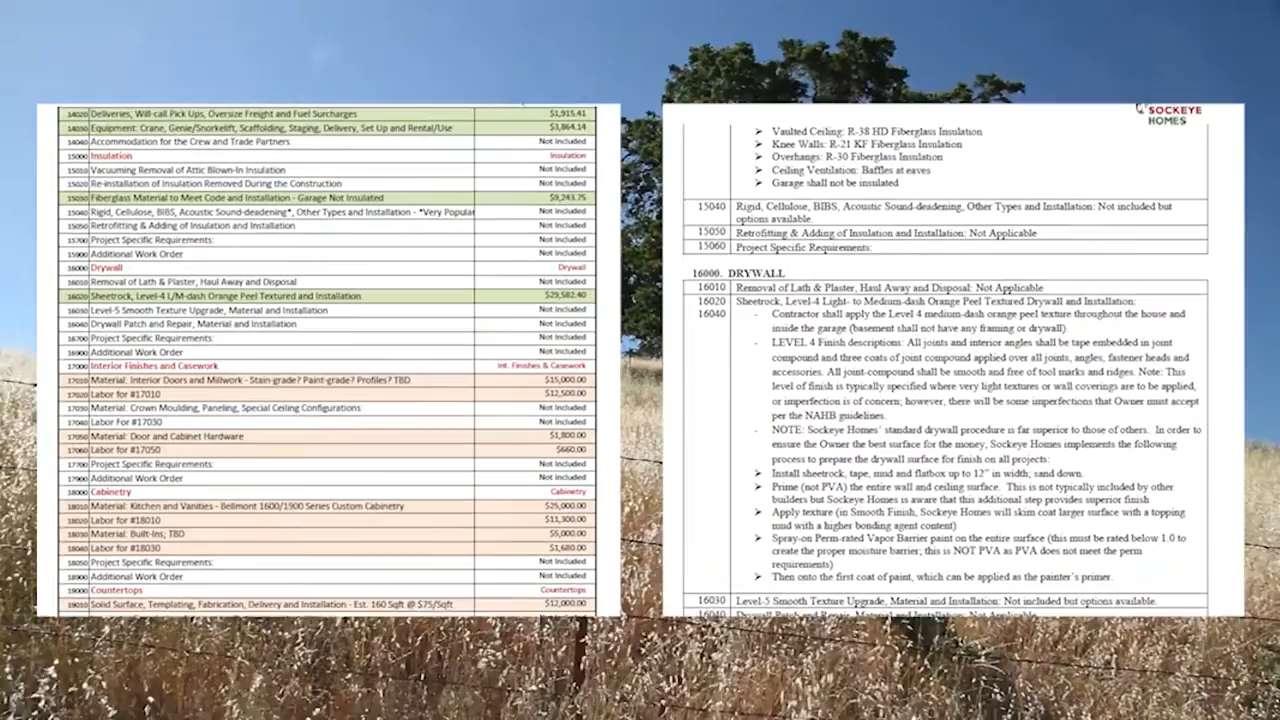 14020 Deliveries, Will-call Pick Ups, Oversize Freight and Fuel Surcharges $1,915.41
14030 Equipment: Crane, Genie/Snorkelift, Scaffolding, Staging, Delivery, Set Up and Rental/Use $3,864.14
14040 Accommodation for the Crew and Trade Partners Not Included
15000 Insulation Insulation
15010 Vacuuming Removal of Attic Blown-In Insulation Not Included
15020 Re-installation of Insulation Removed During the Construction Not Included
15030 Fiberglass Material to Meet Code and Installation - Garage Not Insulated $9,243.75
15040 Rigid, Cellulose, BIBS, Acoustic Sound-deadening*, Other Types and Installation - *Very Popular Not Included
15050 Retrofitting & Adding of Insulation and Installation Not Included
15700 Project Specific Requirements: Not Included
15900 Additional Work Order Not Included
16000 Drywall Drywall
16010 Removal of Lath & Plaster, Haul Away and Disposal Not Included
16020 Sheetrock, Level-4 L/M-dash Orange Peel Textured and Installation $29,582.40
16030 Level-5 Smooth Texture Upgrade, Material and Installation Not Included
16040 Drywall Patch and Repair, Material and Installation Not Included
16700 Project Specific Requirements: Not Included
16900 Additional Work Order Not Included
17000 Interior Finishes and Casework Int. Finishes & Casework
17010 Material: Interior Doors and Millwork - Stain-grade? Paint-grade? Profiles? TBD $15,000.00
17020 Labor for #17010 $12,500.00
17030 Material: Crown Moulding, Paneling, Special Ceiling Configurations Not Included
17040 Labor For #17030 Not Included
17050 Material: Door and Cabinet Hardware $1,800.00
17060 Labor for #17050 $660.00
17700 Project Specific Requirements: Not Included
17900 Additional Work Order Not Included
18000 Cabinetry Cabinetry
18010 Material: Kitchen and Vanities - Bellmont 1600/1900 Series Custom Cabinetry $25,000.00
18020 Labor for #18010 $11,300.00
18030 Material: Built-Ins; TBD $5,000.00
18040 Labor for #18030 $1,680.00
18050 Project Specific Requirements: Not Included
18900 Additional Work Order Not Included
19000 Countertops Countertops
19010 Solid Surface, Templating, Fabrication, Delivery and Installation - Est. 160 Sqft @ $75/Sqft $12,000.00
SOCKEYE
HOMES
➢ Vaulted Ceiling: R-38 HD Fiberglass Insulation
➢ Knee Walls: R-21 KF Fiberglass Insulation
➢ Overhangs: R-30 Fiberglass Insulation
➢ Ceiling Ventilation: Baffles at eaves
➢ Garage shall not be insulated
15040 Rigid, Cellulose, BIBS, Acoustic Sound-deadening, Other Types and Installation: Not included but
options available.
15050 Retrofitting & Adding of Insulation and Installation: Not Applicable
15060 Project Specific Requirements:
16000. DRYWALL
16010 Removal of Lath & Plaster, Haul Away and Disposal: Not Applicable
16020 Sheetrock, Level-4 Light- to Medium-dash Orange Peel Textured Drywall and Installation:
16040 - Contractor shall apply the Level 4 medium-dash orange peel texture throughout the house and
inside the garage (basement shall not have any framing or drywall)
- LEVEL 4 Finish descriptions: All joints and interior angles shall be tape embedded in joint
compound and three coats of joint compound applied over all joints, angles, fastener heads and
accessories. All joint-compound shall be smooth and free of tool marks and ridges. Note: This
level of finish is typically specified where very light textures or wall coverings are to be applied,
or imperfection is of concern; however, there will be some imperfections that Owner must accept
per the NAHB guidelines.
- NOTE: Sockeye Homes' standard drywall procedure is far superior to those of others. In order to
ensure the Owner the best surface for the money, Sockeye Homes implements the following
process to prepare the drywall surface for finish on all projects:
➢ Install sheetrock, tape, mud and flatbox up to 12" in width; sand down.
➢ Prime (not PVA) the entire wall and ceiling surface. This is not typically included by other
builders but Sockeye Homes is aware that this additional step provides superior finish
➢ Apply texture (in Smooth Finish, Sockeye Homes will skim coat larger surface with a topping
mud with a higher bonding agent content)
➢ Spray-on Perm-rated Vapor Barrier paint on the entire surface (this must be rated below 1.0 to
create the proper moisture barrier; this is NOT PVA as PVA does not meet the perm
requirements)
➢ Then onto the first coat of paint, which can be applied as the painter's primer.
16030 Level-5 Smooth Texture Upgrade, Material and Installation: Not included but options available.
16040 Drywall Patch and Repair, Material and Installation: Not Applicable